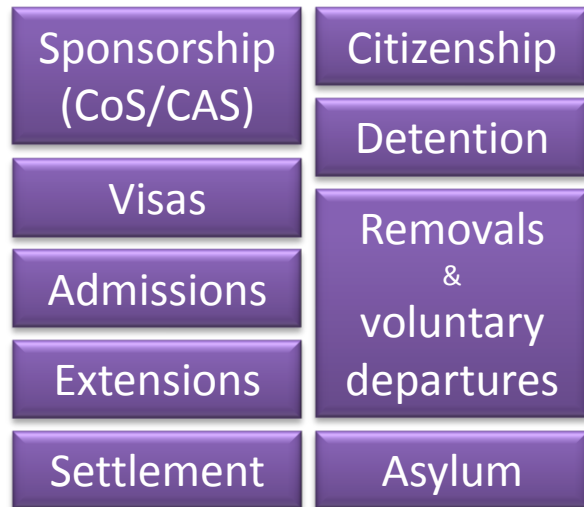 Sponsorship
(CoS/CAS)
Visas
Admissions
Extensions
Settlement
Citizenship
Detention
Removals
&
voluntary
departures
Asylum